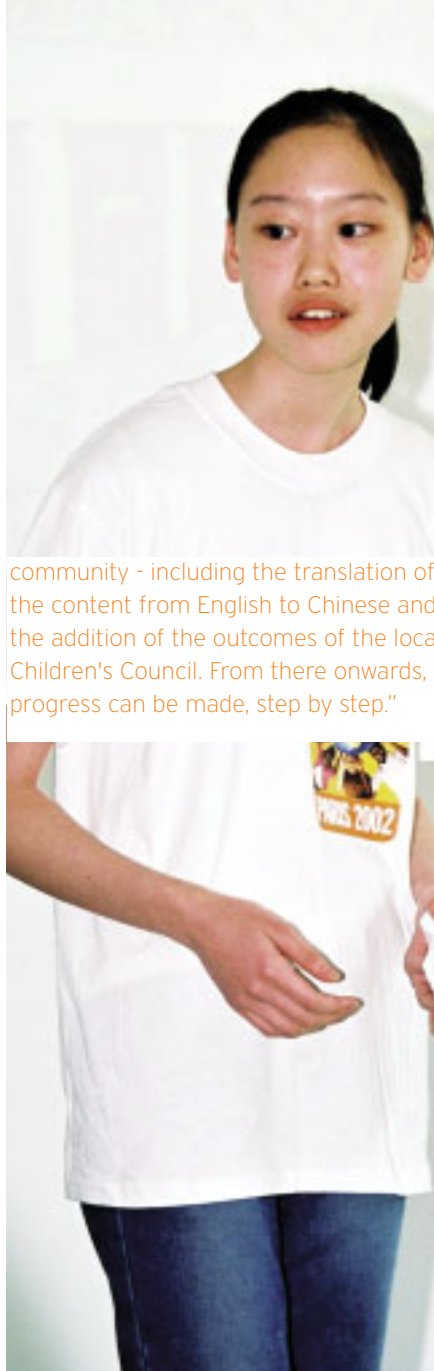 community - including the translation of
the content from English to Chinese and
the addition of the outcomes of the loca
Children's Council. From there onwards,
progress can be made, step by step.”
PARIS 2002